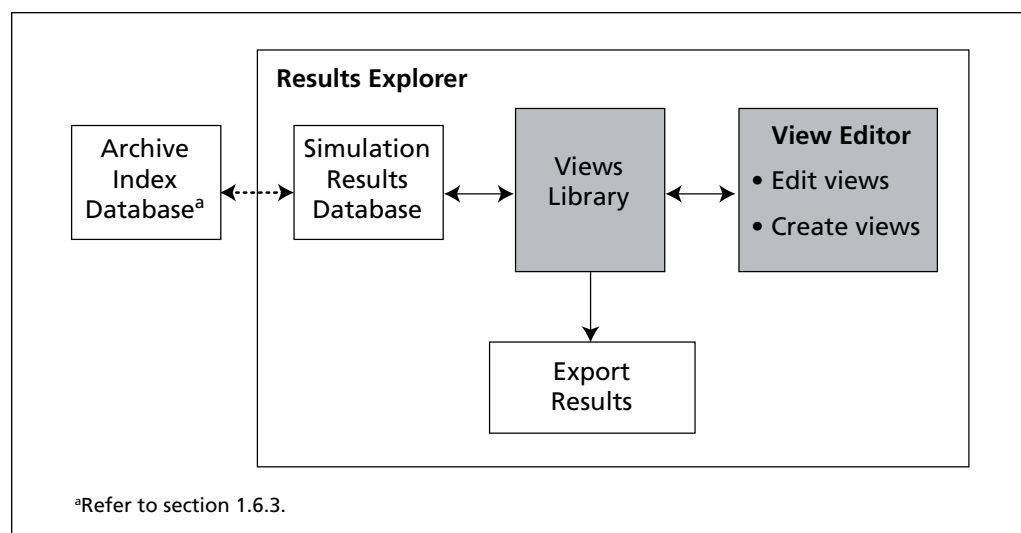 Results Explorer
Archive
Index
Databaseᵃ
Simulation
Results
Database
Views
Library
View Editor
• Edit views
• Create views
Export
Results
ᵃRefer to section 1.6.3.